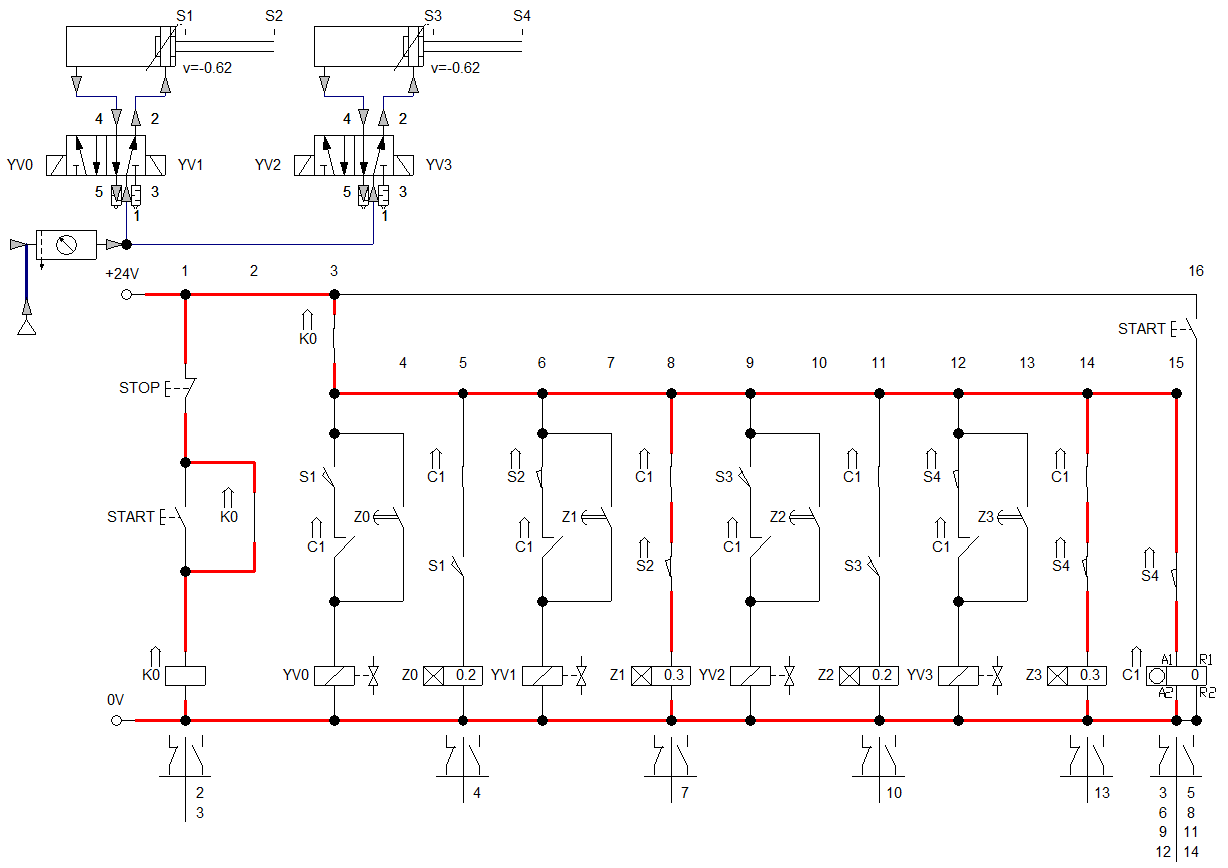 S1 S2 S3 S4
v=-0.62 v=-0.62
4 2 4 2
YV0 YV1 YV2 YV3
5 3 5 3
1 1
+24V 1 2 3 16
START
K0
4 5 6 7 8 9 10 11 12 13 14 15
STOP
S1 C1 S2 C1 S3 C1 S4 C1
START K0 Z0 Z1 Z2 Z3
C1 C1 C1 C1
S1 S2 S3 S4 S4
A1 R1
K0 YV0 Z0 0.2 YV1 Z1 0.3 YV2 Z2 0.2 YV3 Z3 0.3 C1 0
A2 R2
0V
2 4 7 10 13 3 5
3 6 8
9 11
12 14